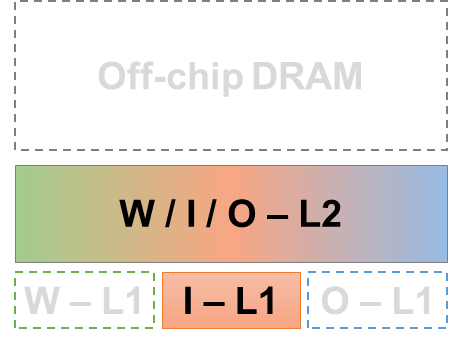 Off-chip DRAM
W / I / O – L2
W – L1
I – L1
O – L1